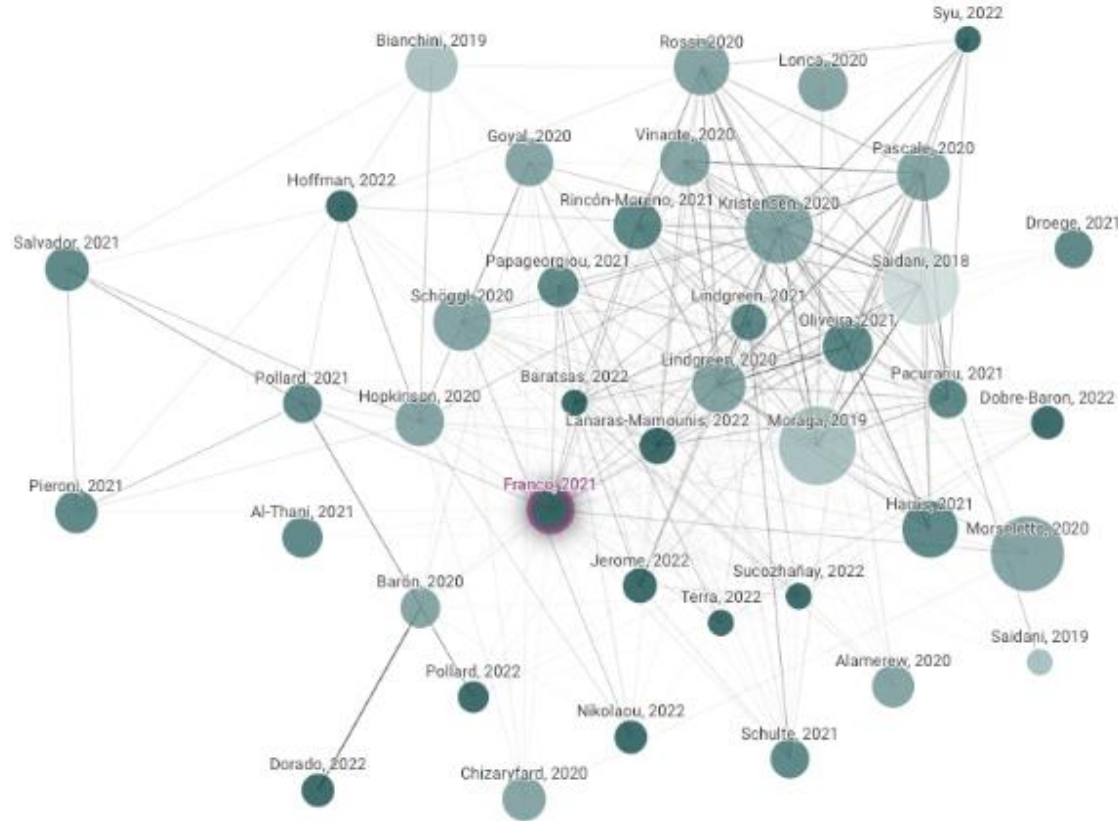 Syu, 2022
Bianchini, 2019
Rossi, 2020
Lonca, 2020
Goyal, 2020
Vinante, 2020
Pascale, 2020
Hoffman, 2022
Rincón-Moreno, 2021
Kristensen, 2020
Droege, 2021
Salvador, 2021
Papageorgiou, 2021
Saidani, 2018
Schöggl, 2020
Lindgreen, 2021
Oliveira, 2021
Lindgreen, 2020
Pollard, 2021
Baratsas, 2022
Pacurariu, 2021
Hopkinson, 2020
Dobre-Baron, 2022
Lanaras-Mamounis, 2022
Moraga, 2019
Franco, 2021
Pieroni, 2021
Al-Thani, 2021
Harris, 2021
Morseletto, 2020
Jerome, 2022
Sucozhañay, 2022
Barón, 2020
Terra, 2022
Saidani, 2019
Alamerew, 2020
Pollard, 2022
Nikolaou, 2022
Schulte, 2021
Dorado, 2022
Chizaryfard, 2020